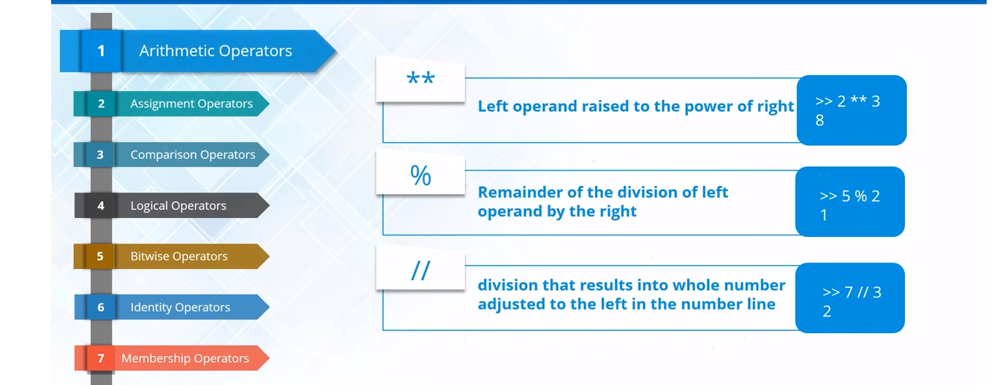 1 Arithmetic Operators
2 Assignment Operators
3 Comparison Operators
4 Logical Operators
5 Bitwise Operators
6 Identity Operators
7 Membership Operators
**
Left operand raised to the power of right
>> 2 ** 3
8
%
Remainder of the division of left
operand by the right
>> 5 % 2
1
//
division that results into whole number
adjusted to the left in the number line
>> 7 // 3
2